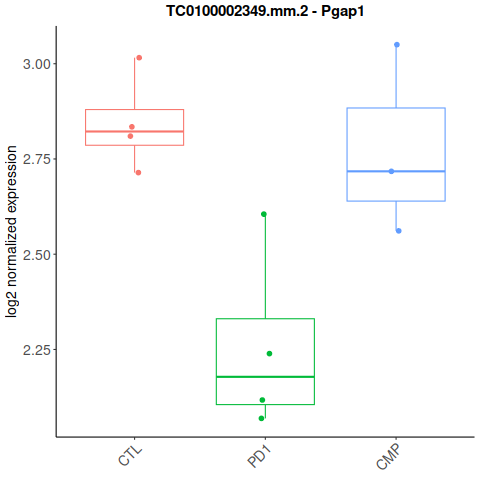 TC0100002349.mm.2 - Pgap1
log2 normalized expression
3.00
2.75
2.50
2.25
CTL
PD1
CMP